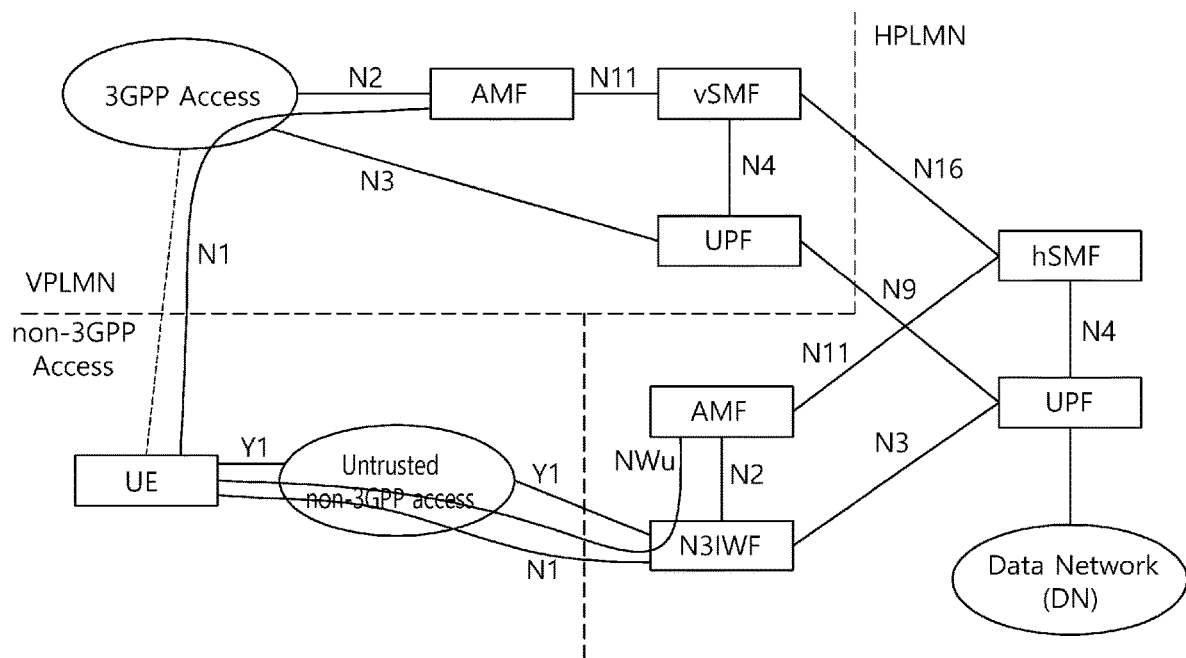 HPLMN
3GPP Access
N2
AMF
N11
vSMF
N16
N3
N4
N1
UPF
hSMF
VPLMN
N9
non-3GPP
Access
N11
N4
AMF
UPF
Y1
Untrusted
non-3GPP access
Y1
NWu
N2
N3
UE
N3IWF
N1
Data Network
(DN)